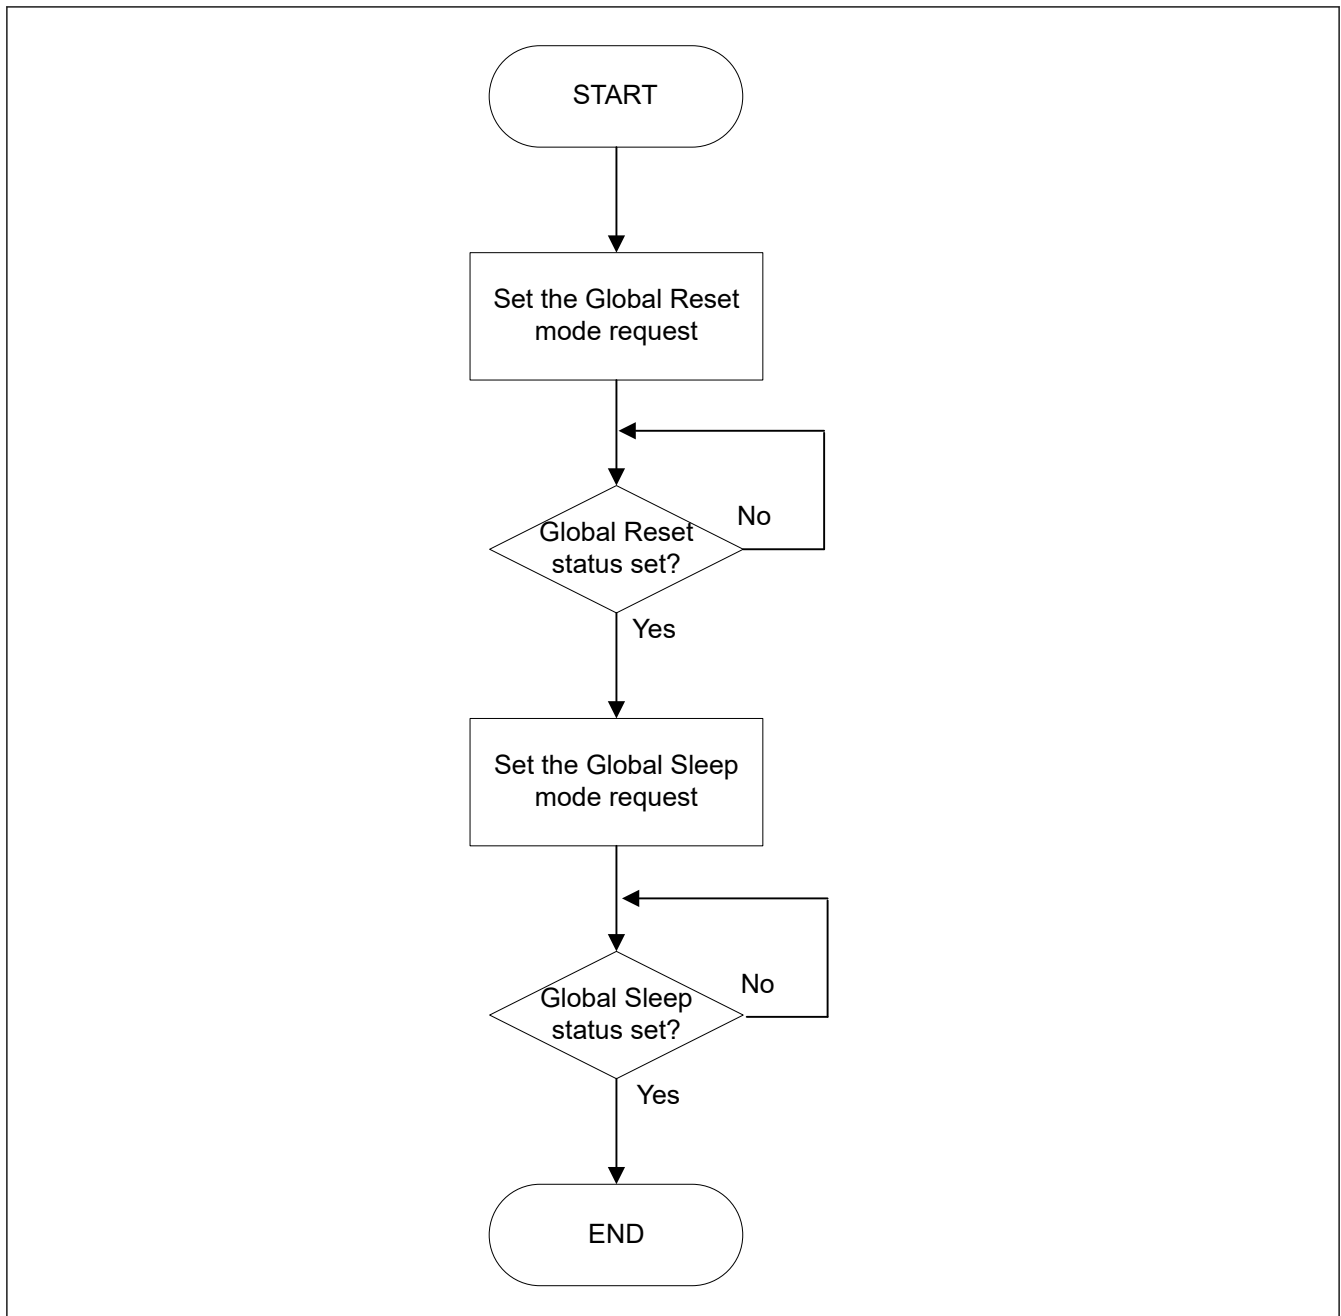 START
Set the Global Reset
mode request
No
Global Reset
status set?
Yes
Set the Global Sleep
mode request
No
Global Sleep
status set?
Yes
END